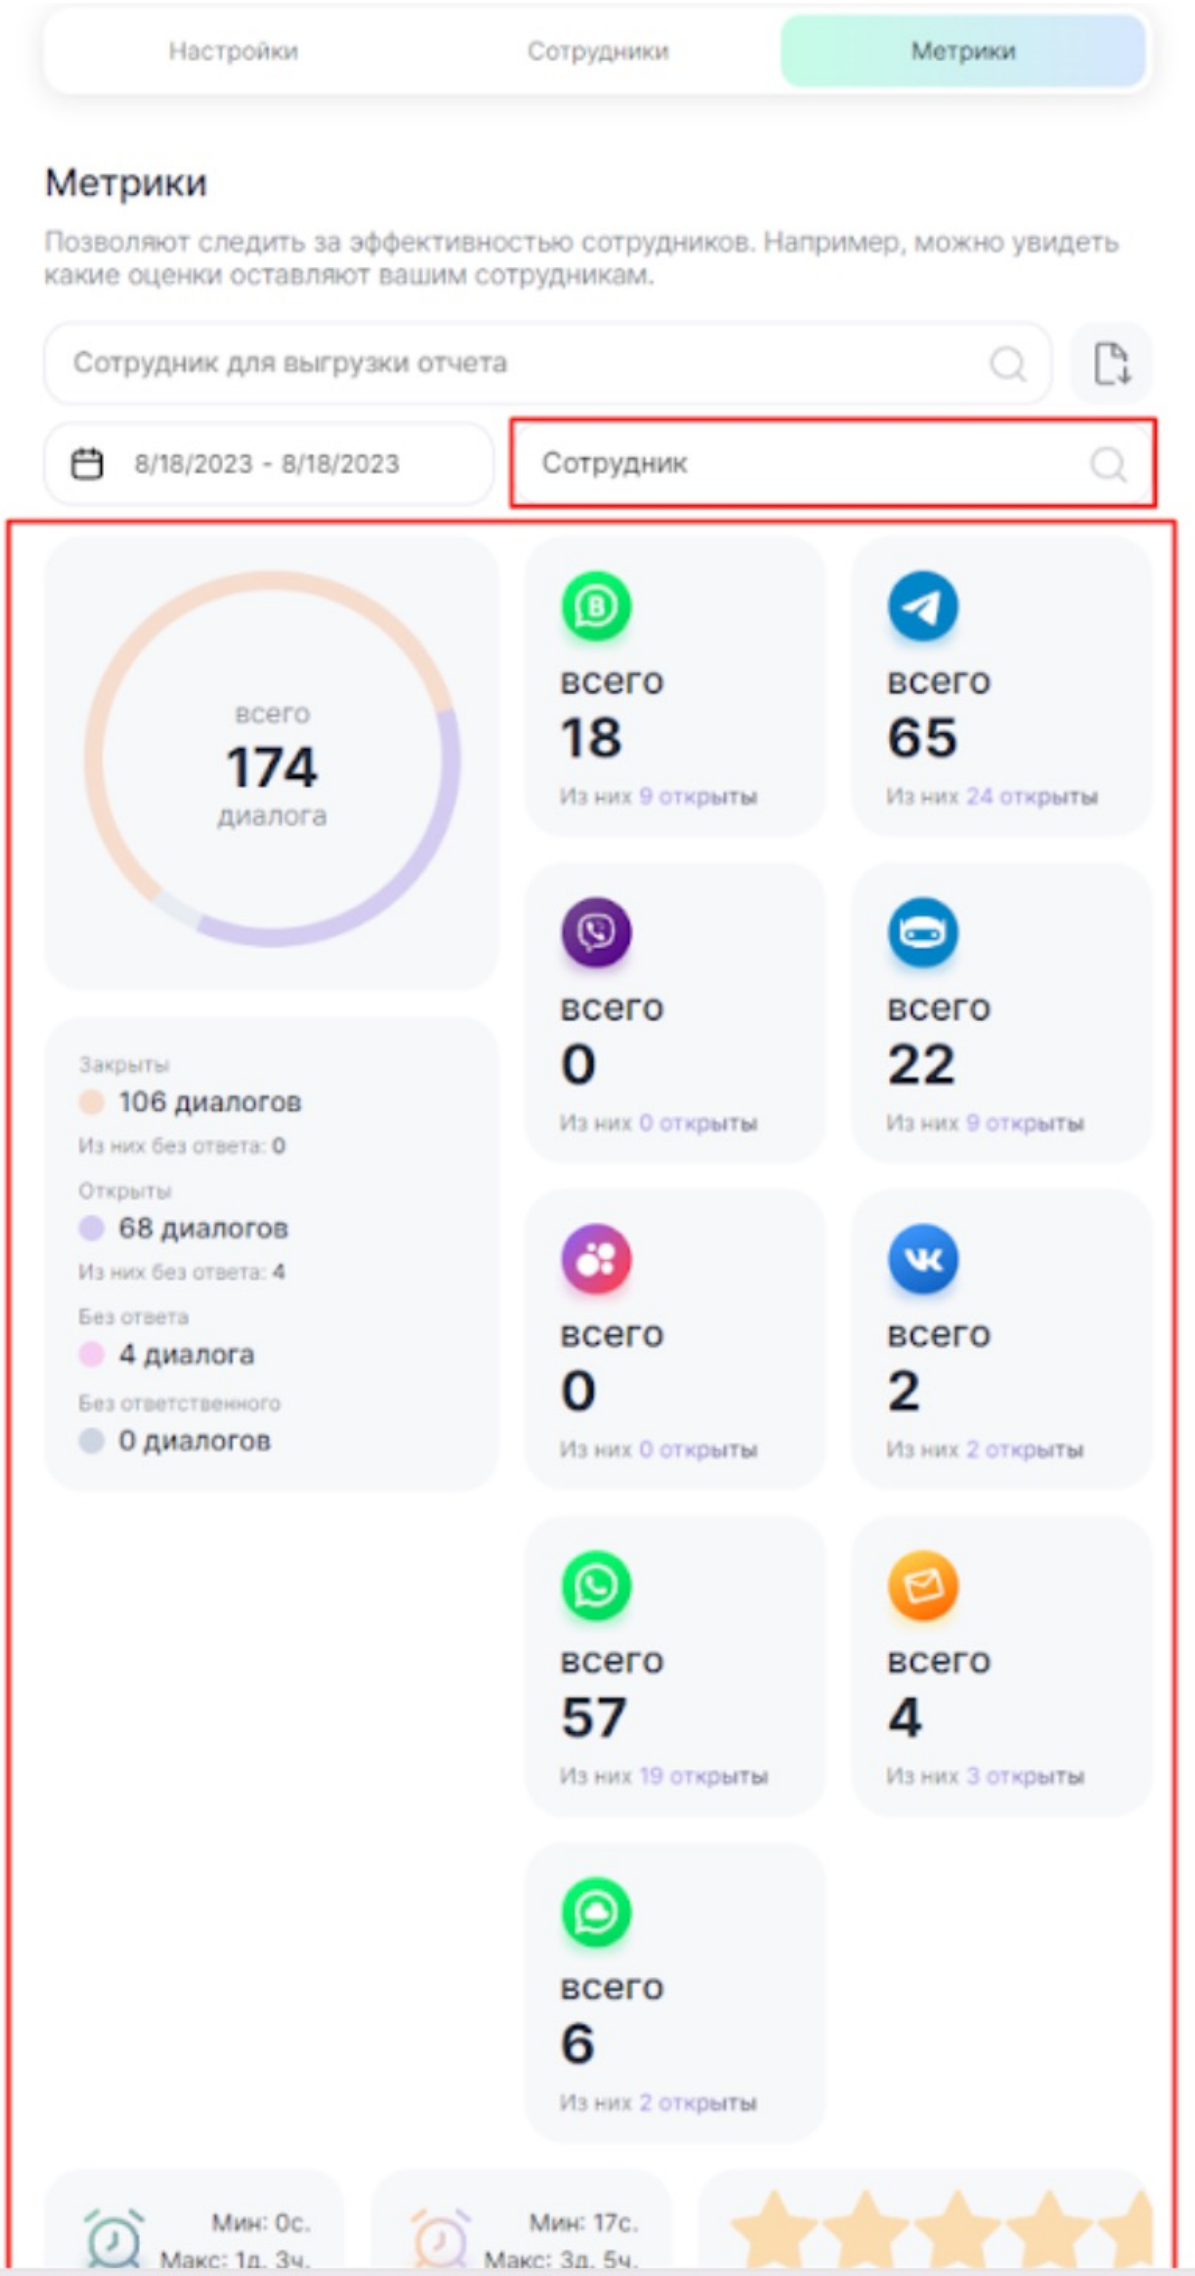 Настройки
Сотрудники
Метрики
Метрики
Позволяют следить за эффективностью сотрудников. Например, можно увидеть
какие оценки оставляют вашим сотрудникам.
Сотрудник для выгрузки отчета
8/18/2023 - 8/18/2023
Сотрудник
всего
174
диалога
Закрыты
106 диалогов
Из них без ответа: 0
Открыты
68 диалогов
Из них без ответа: 4
Без ответа
4 диалога
Без ответственного
0 диалогов
B
всего
18
Из них 9 открыты
всего
65
Из них 24 открыты
всего
0
Из них 0 открыты
всего
22
Из них 9 открыты
всего
0
Из них 0 открыты
всего
2
Из них 2 открыты
всего
57
Из них 19 открыты
всего
4
Из них 3 открыты
всего
6
Из них 2 открыты
Мин: 0с.
Макс: 1д. 3ч.
Мин: 17с.
Макс: 3д. 5ч.